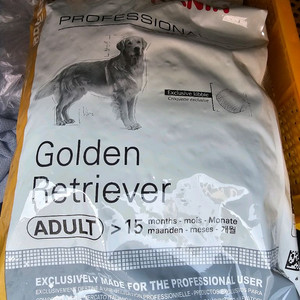 PROFESSIONA
Exclusive kibble
Croquette exclusive
Golden
Retriever
ADULT > 15 months - mois - Monate
maanden - meses - 개월
EXCLUSIVELY MADE FOR THE PROFESSIONAL USER